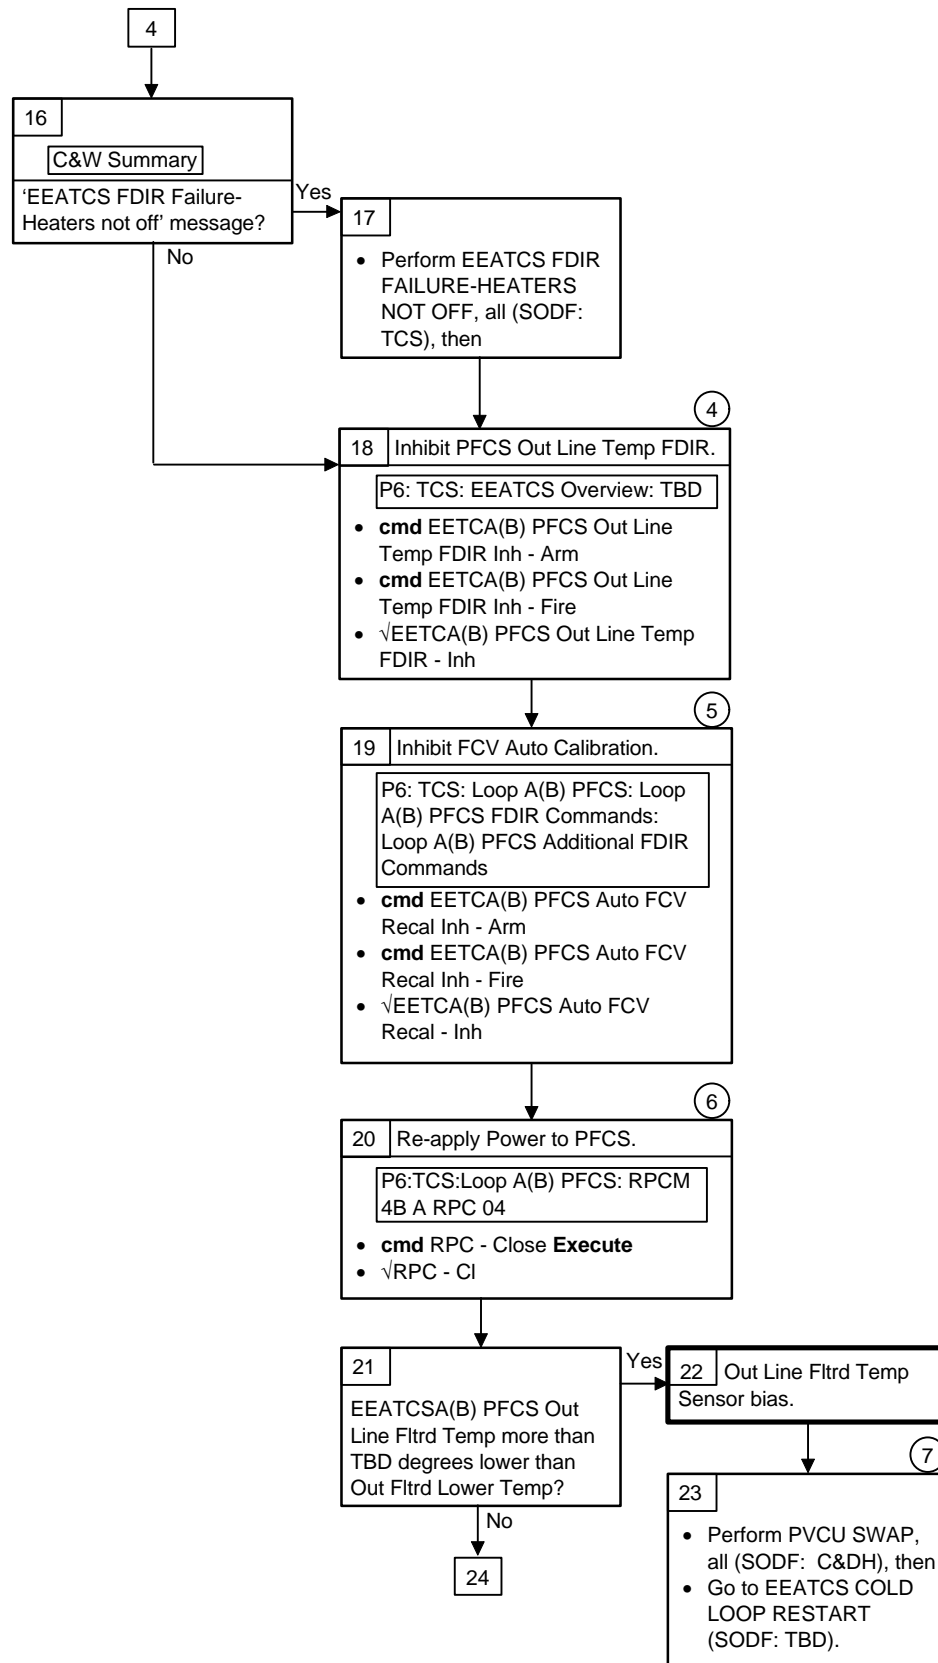 4
16
C&W Summary
‘EEATCS FDIR Failure-
Heaters not off’ message?
Yes
No
17
• Perform EEATCS FDIR
FAILURE-HEATERS
NOT OFF, all (SODF:
TCS), then
4
18 Inhibit PFCS Out Line Temp FDIR.
P6: TCS: EEATCS Overview: TBD
• cmd EETCA(B) PFCS Out Line
Temp FDIR Inh - Arm
• cmd EETCA(B) PFCS Out Line
Temp FDIR Inh - Fire
• √EETCA(B) PFCS Out Line Temp
FDIR - Inh
5
19 Inhibit FCV Auto Calibration.
P6: TCS: Loop A(B) PFCS: Loop
A(B) PFCS FDIR Commands:
Loop A(B) PFCS Additional FDIR
Commands
• cmd EETCA(B) PFCS Auto FCV
Recal Inh - Arm
• cmd EETCA(B) PFCS Auto FCV
Recal Inh - Fire
• √EETCA(B) PFCS Auto FCV
Recal - Inh
6
20 Re-apply Power to PFCS.
P6:TCS:Loop A(B) PFCS: RPCM
4B A RPC 04
• cmd RPC - Close Execute
• √RPC - Cl
21
EEATCSA(B) PFCS Out
Line Fltrd Temp more than
TBD degrees lower than
Out Fltrd Lower Temp?
Yes
No
24
22 Out Line Fltrd Temp
Sensor bias.
7
23
• Perform PVCU SWAP,
all (SODF: C&DH), then
• Go to EEATCS COLD
LOOP RESTART
(SODF: TBD).